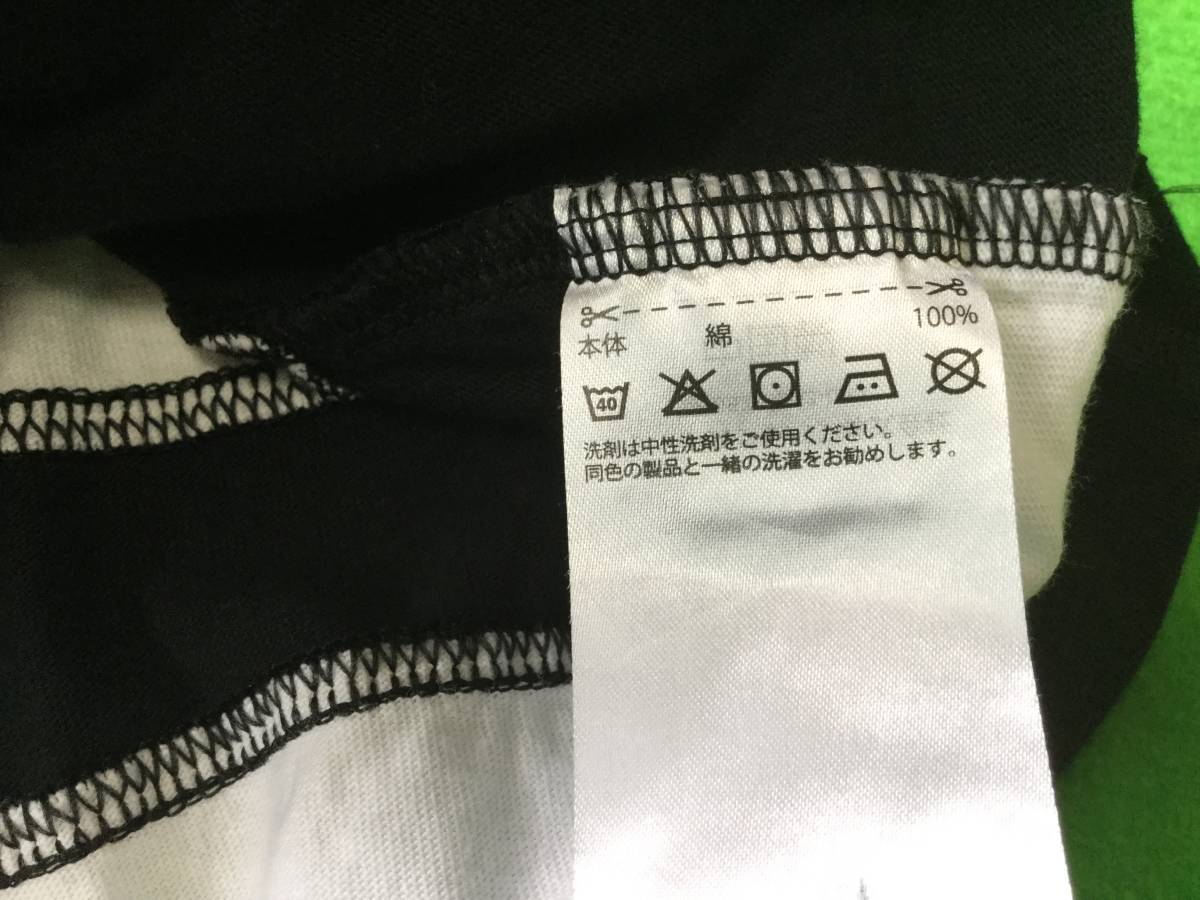 本体 綿 100%
40
洗剤は中性洗剤をご使用ください。
同色の製品と一緒の洗濯をお勧めします。